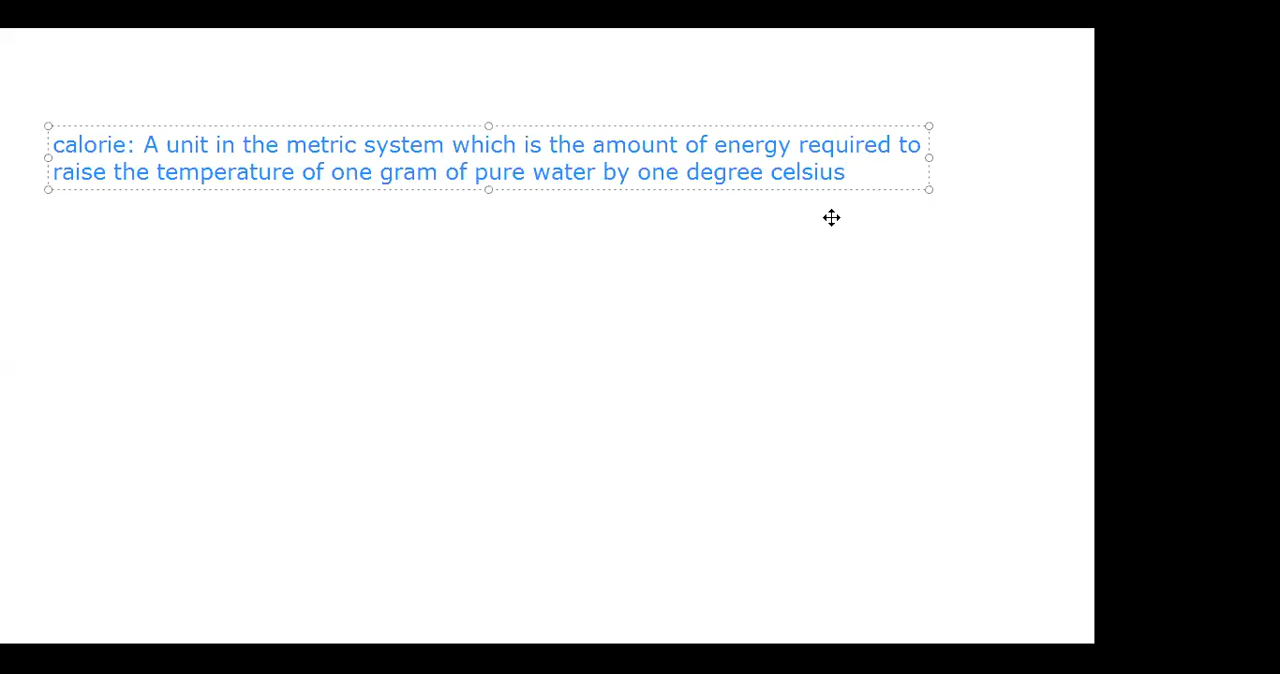 calorie: A unit in the metric system which is the amount of energy required to
raise the temperature of one gram of pure water by one degree celsius